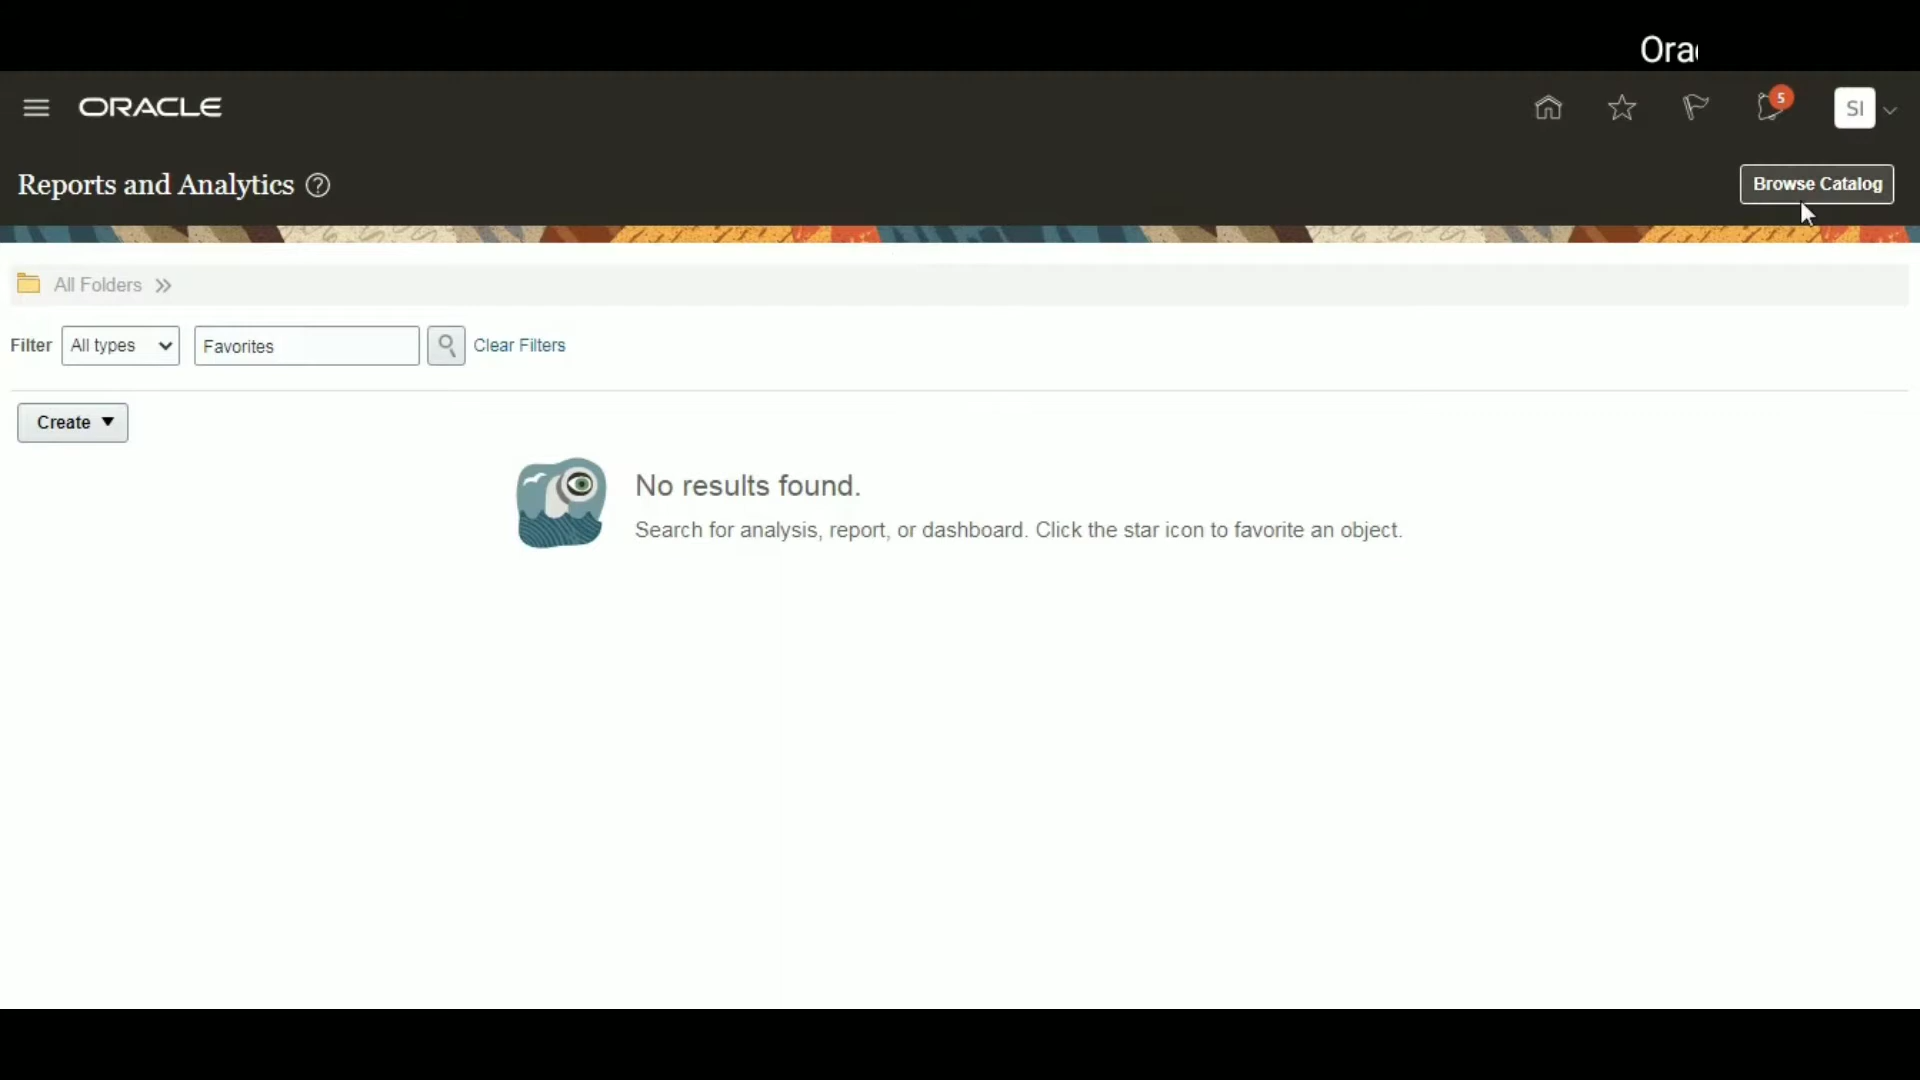 Ora
ORACLE
5
SI
Reports and Analytics
Browse Catalog
All Folders »
Filter All types Favorites Clear Filters
Create
No results found.
Search for analysis, report, or dashboard. Click the star icon to favorite an object.